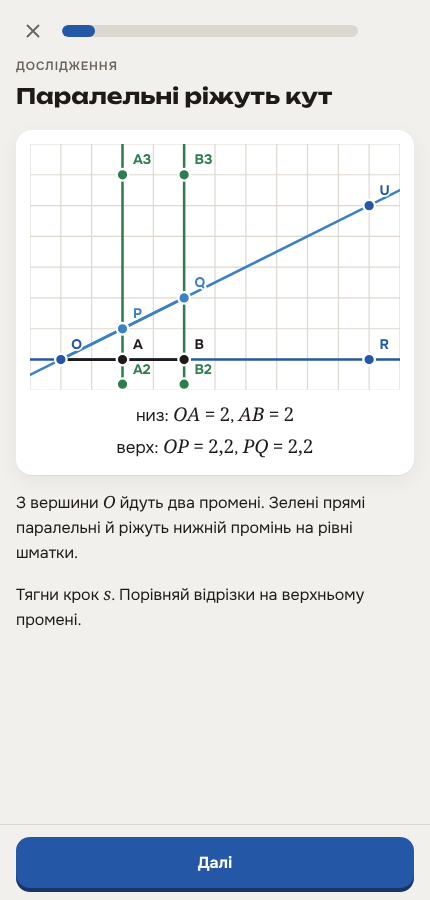 ДОСЛІДЖЕННЯ
Паралельні ріжуть кут
A3 B3
U
Q
P
O A B R
A2 B2
низ: OA = 2, AB = 2
верх: OP = 2,2, PQ = 2,2
З вершини O йдуть два промені. Зелені прямі
паралельні й ріжуть нижній промінь на рівні
шматки.
Тягни крок s. Порівняй відрізки на верхньому
промені.
Далі